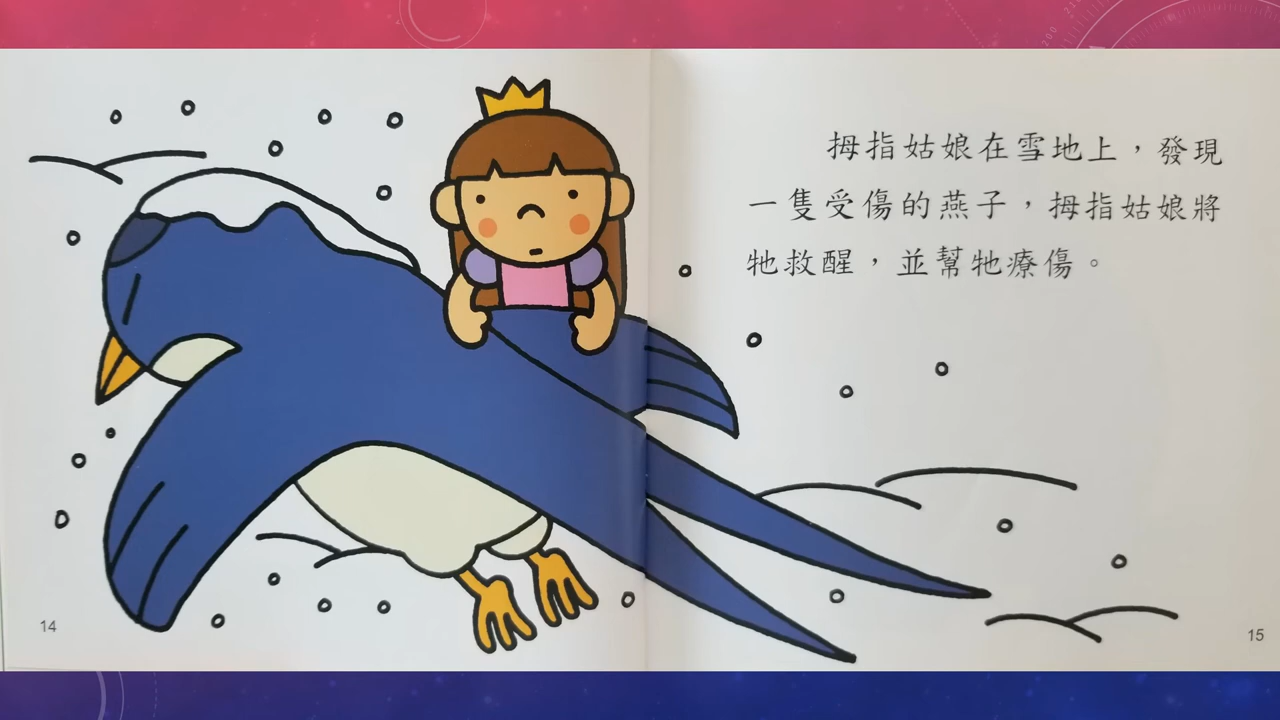 拇指姑娘在雪地上，發現
一隻受傷的燕子，拇指姑娘將
牠救醒，並幫牠療傷。
14
15